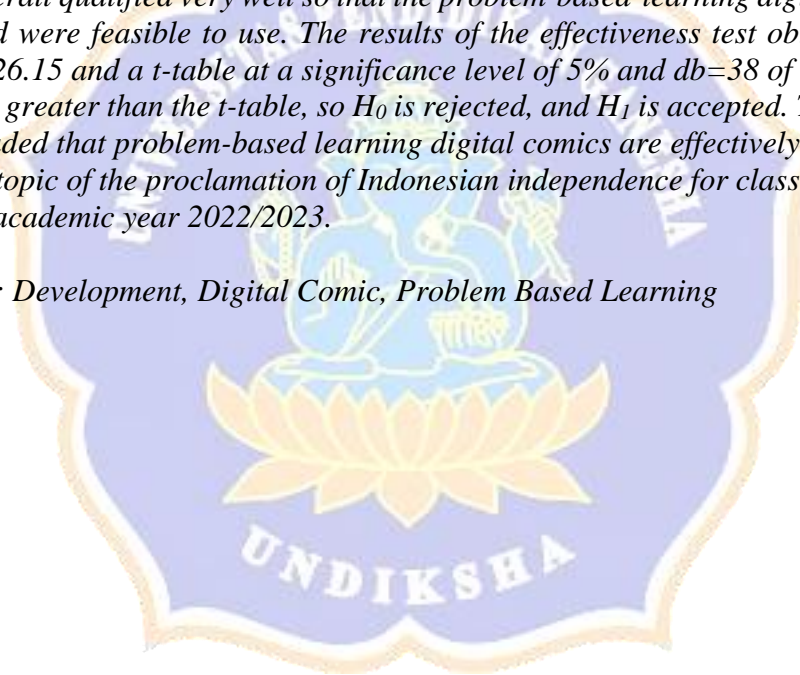 overall qualified very well so that the problem-based-learning
were feasible to use. The results of the effectiveness test
26.15 and a t-table at a significance level of 5% and db=38 of
greater than the t-table, so H0 is rejected, and H1 is accepted.
that problem-based learning digital comics are effectively
topic of the proclamation of Indonesian independence for class
academic year 2022/2023.
: Development, Digital Comic, Problem Based Learning
UNDIKSHA